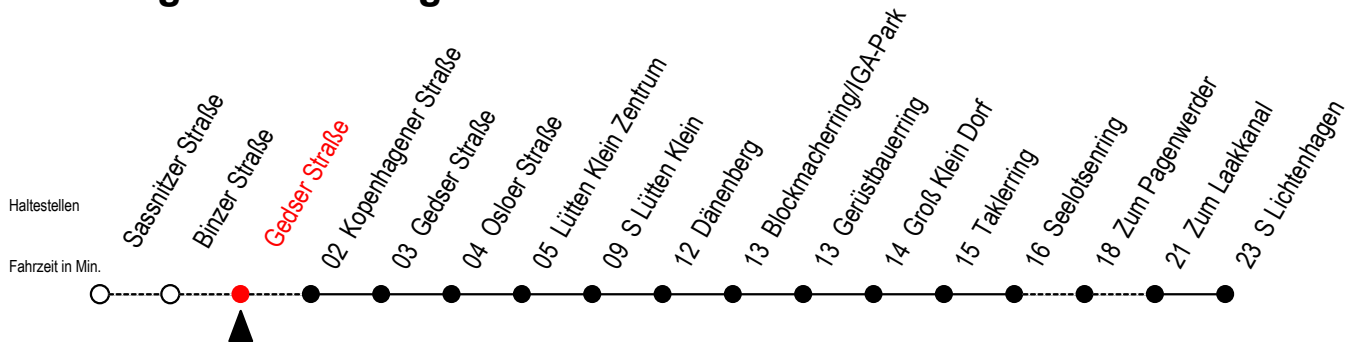 Haltestellen
Fahrzeit in Min.
Sassnitzer Straße
Binzer Straße
Gedser Straße
02 Kopenhagener Straße
03 Gedser Straße
04 Osloer Straße
05 Lütten Klein Zentrum
09 S Lütten Klein
12 Dänenberg
13 Blockmacherring/IGA-Park
13 Gerüstbauerring
14 Groß Klein Dorf
15 Taklerring
16 Seelotsenring
18 Zum Pagenwerder
21 Zum Laakkanal
23 S Lichtenhagen